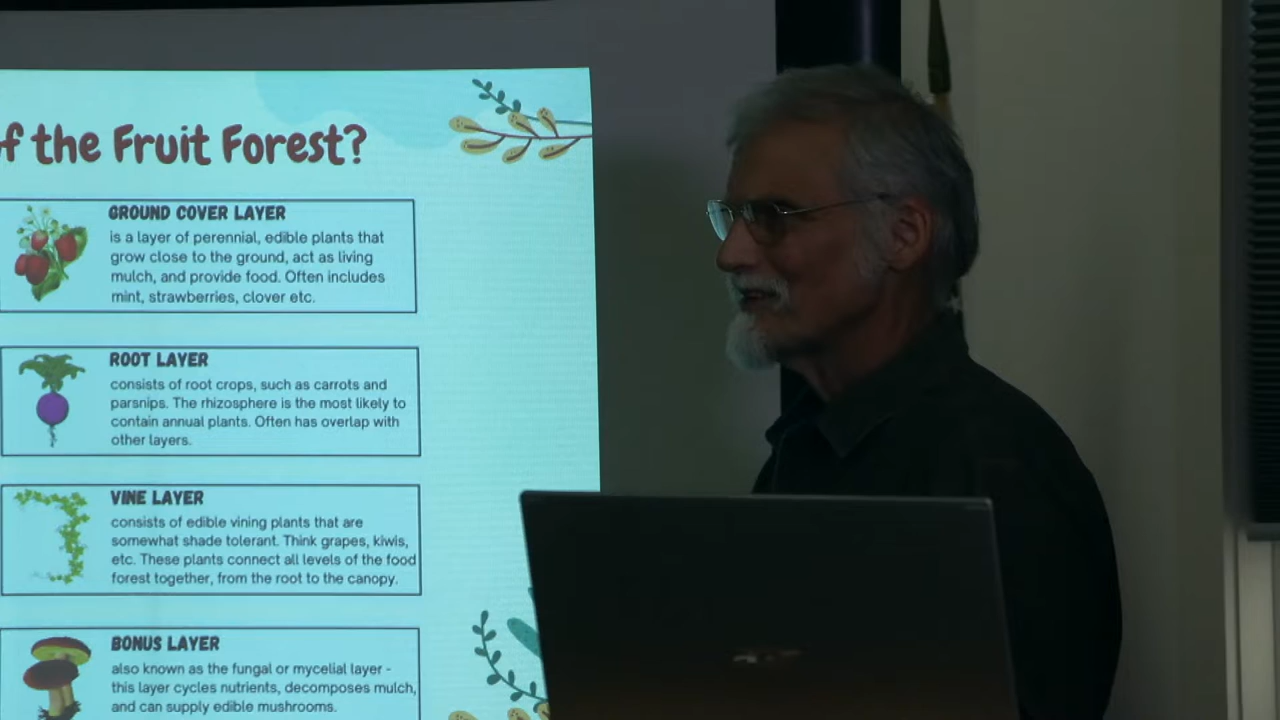 of the Fruit Forest?
GROUND COVER LAYER
is a layer of perennial, edible plants that
grow close to the ground, act as living
mulch, and provide food. Often includes
mint, strawberries, clover etc.
ROOT LAYER
consists of root crops, such as carrots and
parsnips. The rhizosphere is the most likely to
contain annual plants. Often has overlap with
other layers.
VINE LAYER
consists of edible vining plants that are
somewhat shade tolerant. Think grapes, kiwis,
etc. These plants connect all levels of the food
forest together, from the root to the canopy.
BONUS LAYER
also known as the fungal or mycelial layer -
this layer cycles nutrients, decomposes mulch,
and can supply edible mushrooms.